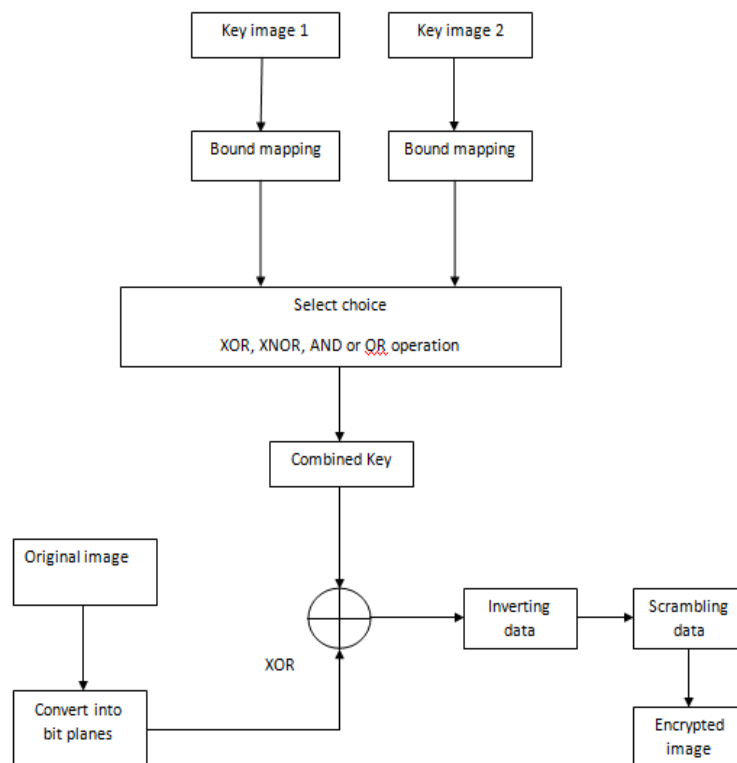 Key image 1
Key image 2
Bound mapping
Bound mapping
Select choice
XOR, XNOR, AND or OR operation
Combined Key
Original image
Inverting
data
Scrambling
data
XOR
Convert into
bit planes
Encrypted
image